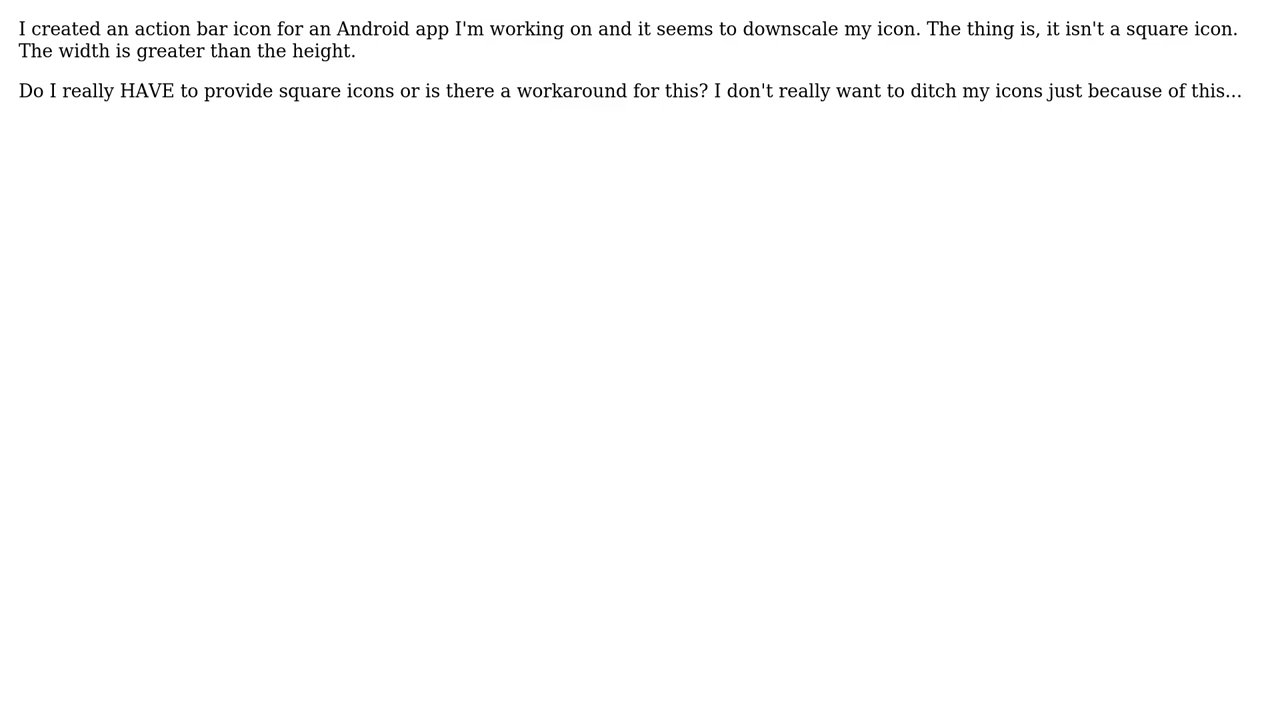 I created an action bar icon for an Android app I'm working on and it seems to downscale my icon. The thing is, it isn't a square icon.
The width is greater than the height.
Do I really HAVE to provide square icons or is there a workaround for this? I don't really want to ditch my icons just because of this...